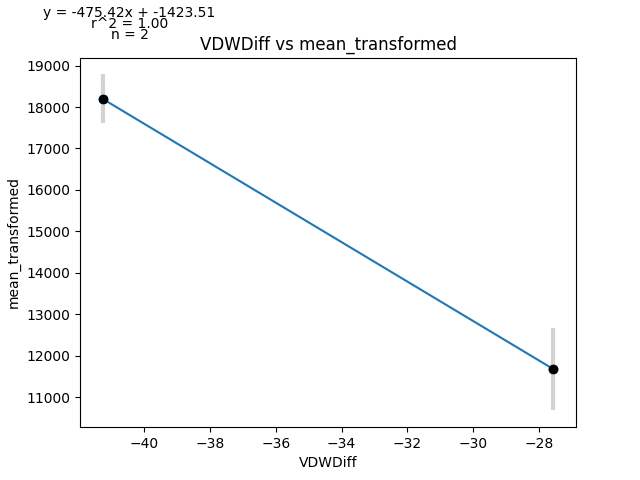 y = -475.42x + -1423.51
r^2 = 1.00
n = 2
VDWDiff vs mean_transformed
19000
18000
17000
16000
15000
14000
13000
12000
11000
mean_transformed
−40
−38
−36
−34
−32
−30
−28
VDWDiff